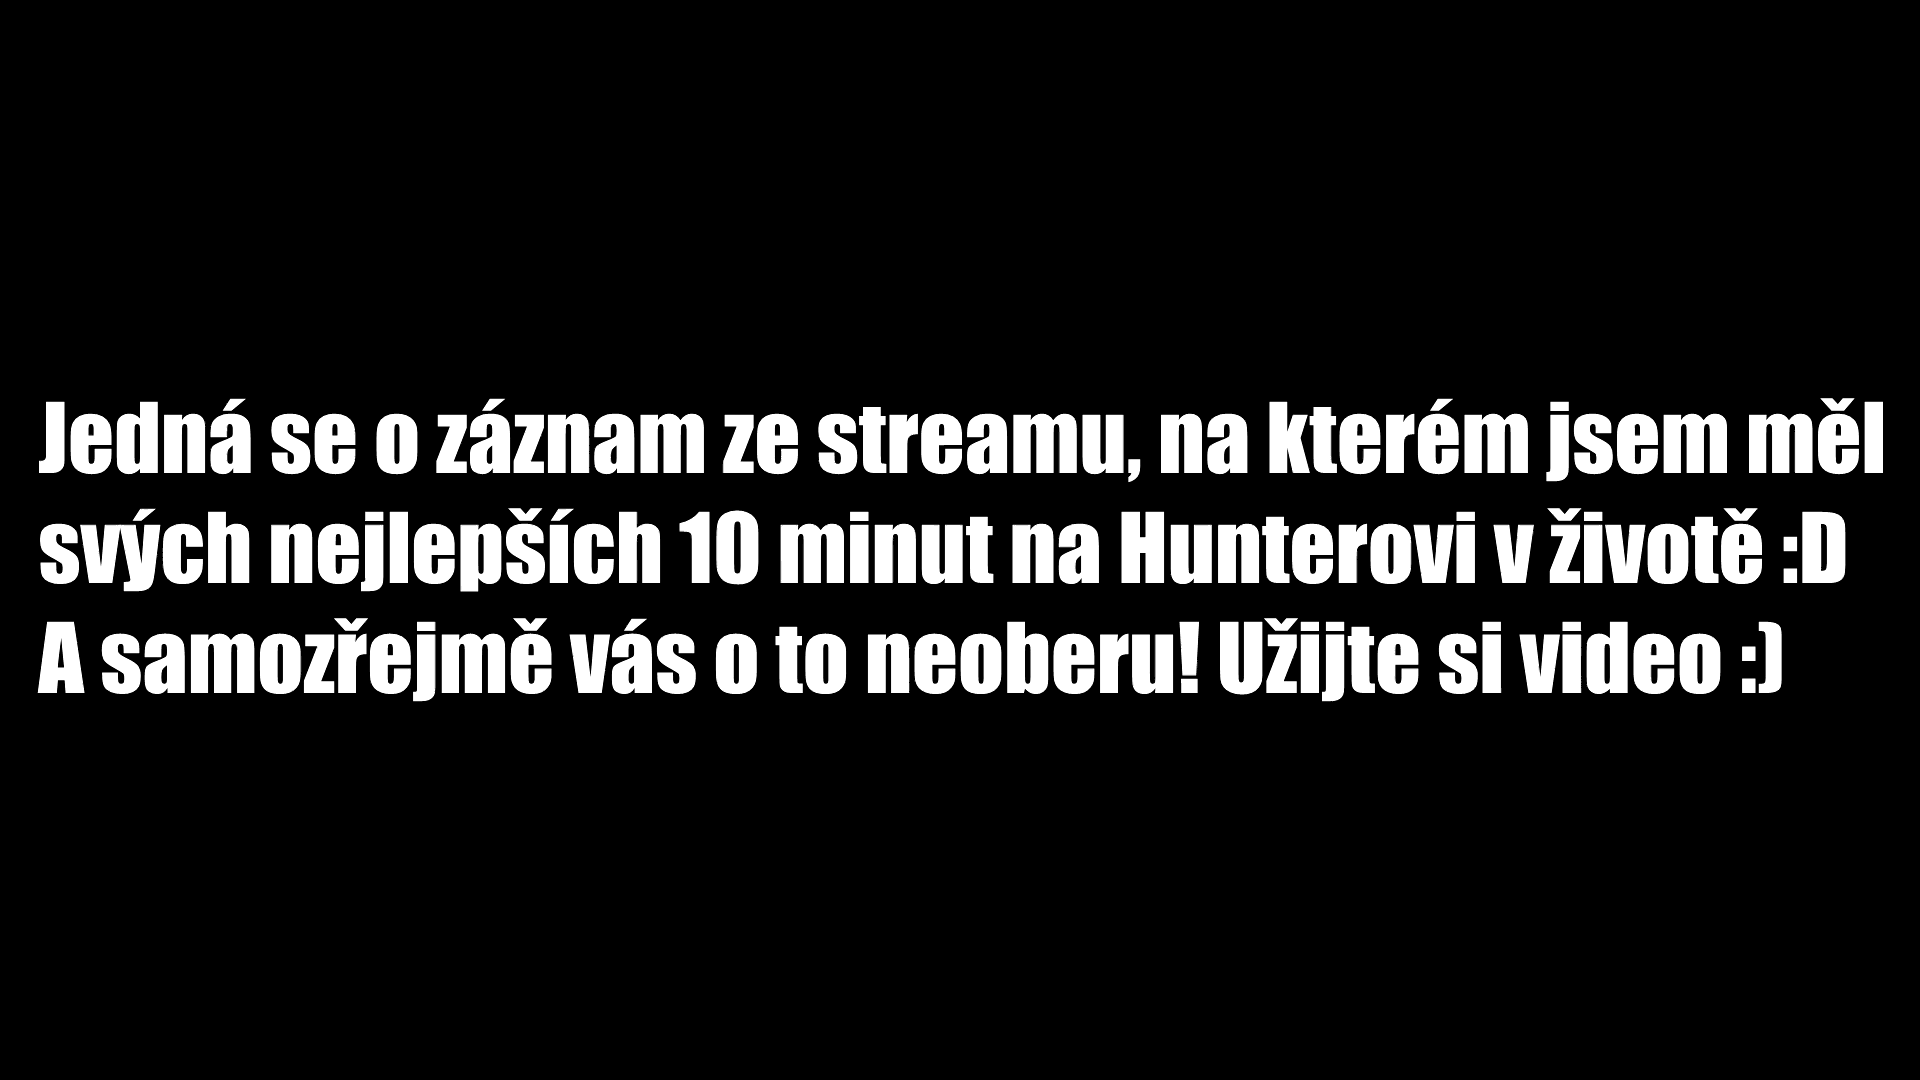 Jedná se o záznam ze streamu, na kterém jsem měl
svých nejlepších 10 minut na Hunterovi v životě :D
A samozřejmě vás o to neoberu! Užijte si video :)